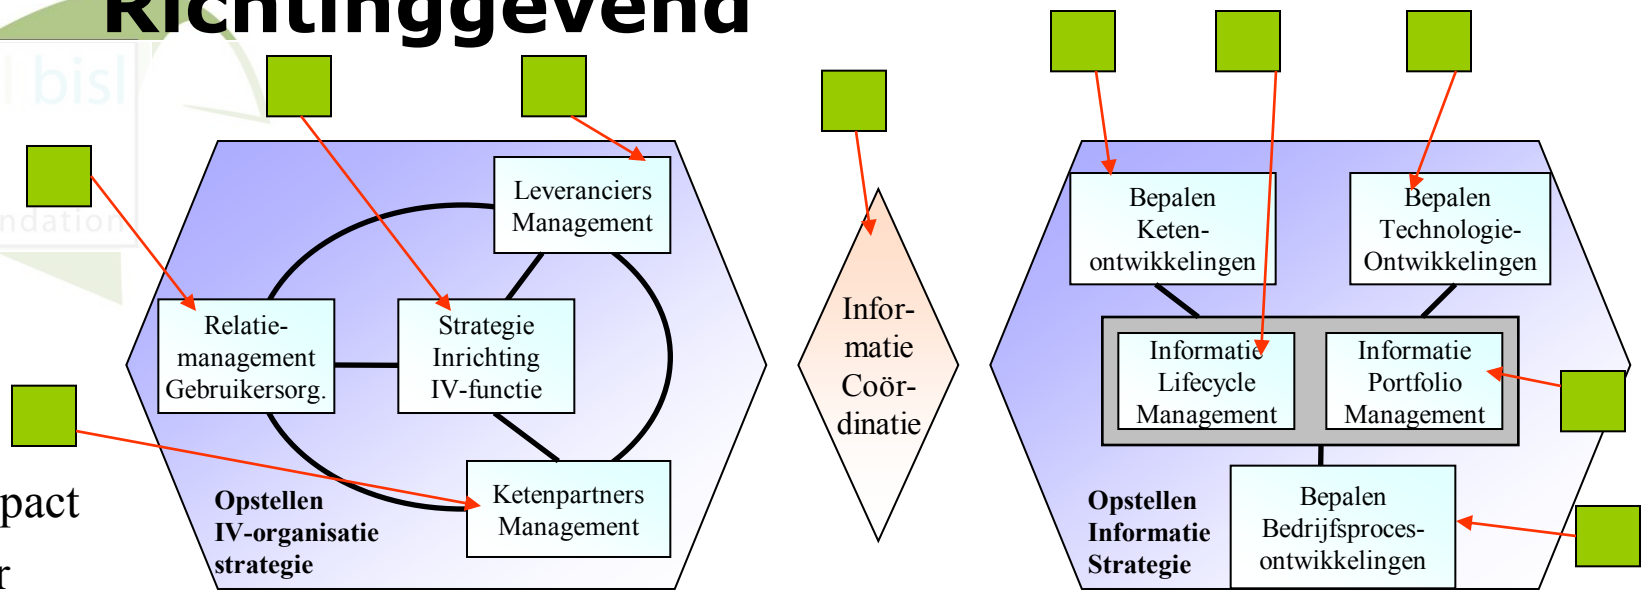 Richtinggevend
bisl
ndation
Leveranciers
Management
Relatie-
management
Gebruikersorg.
Strategie
Inrichting
IV-functie
Ketenpartners
Management
Opstellen
IV-organisatie
strategie
pact
r
Infor-
matie
Coör-
dinatie
Bepalen
Keten-
ontwikkelingen
Bepalen
Technologie-
Ontwikkelingen
Informatie
Lifecycle
Management
Informatie
Portfolio
Management
Opstellen
Informatie
Strategie
Bepalen
Bedrijfsproces-
ontwikkelingen